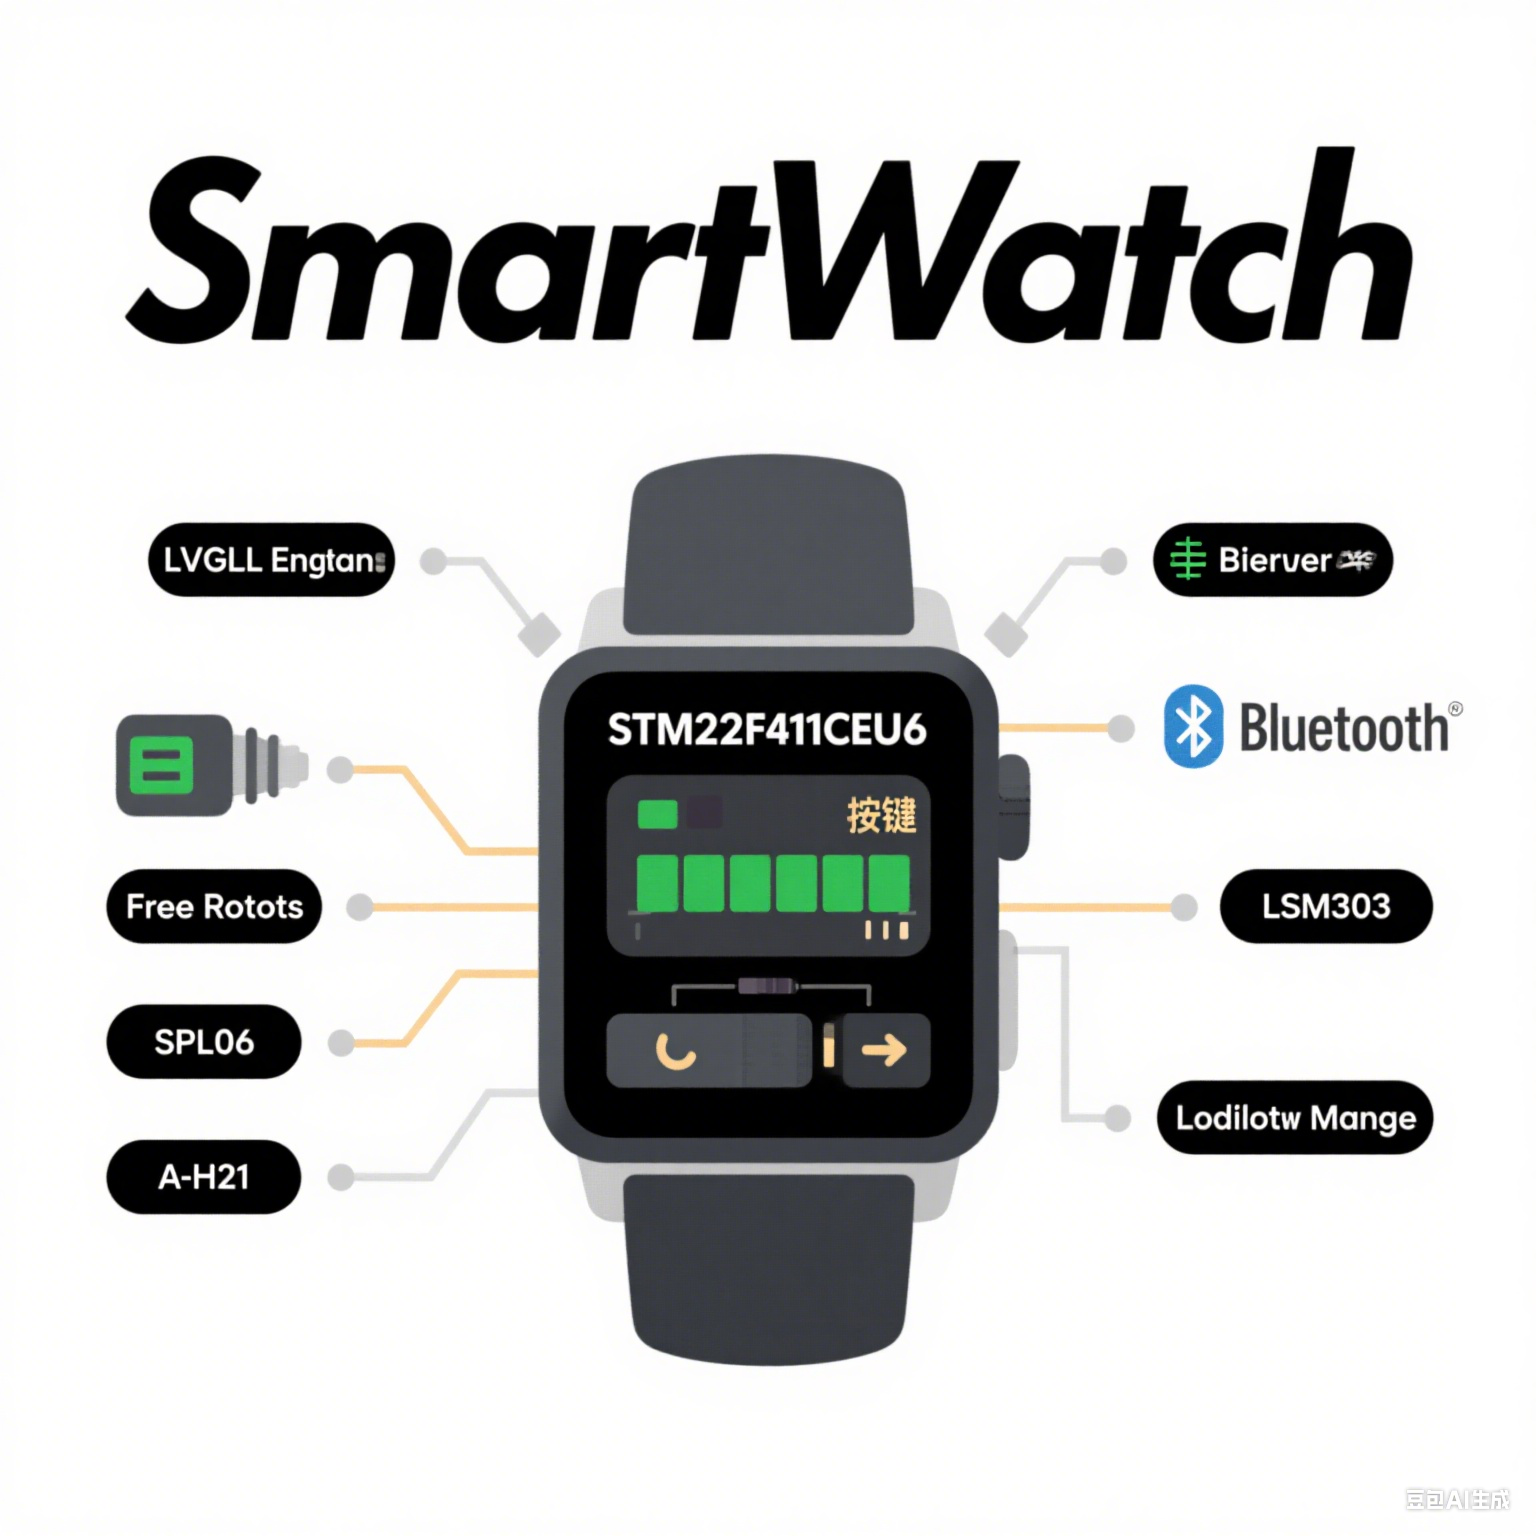 SmartWatch
LVGLL Engtan
Bierver
STM22F411CEU6
Bluetooth®
按键
Free Rotots
LSM303
SPL06
Lodilotw Mange
A-H21
豆包AI生成